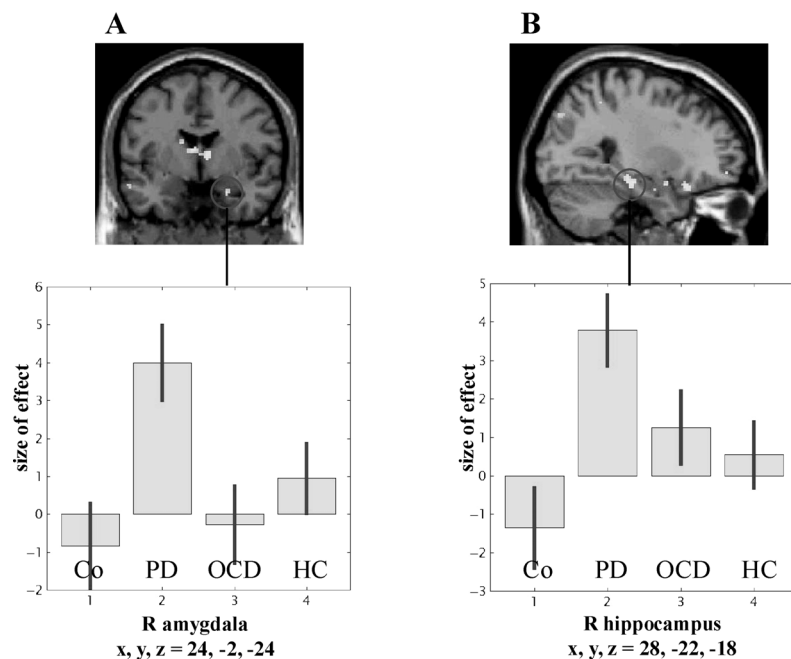 A
B
6
5
4
3
2
1
0
−1
−2
size of effect
Co PD OCD HC
1 2 3 4
R amygdala
x, y, z = 24, -2, -24
5
4
3
2
1
0
−1
−2
−3
size of effect
Co PD OCD HC
1 2 3 4
R hippocampus
x, y, z = 28, -22, -18